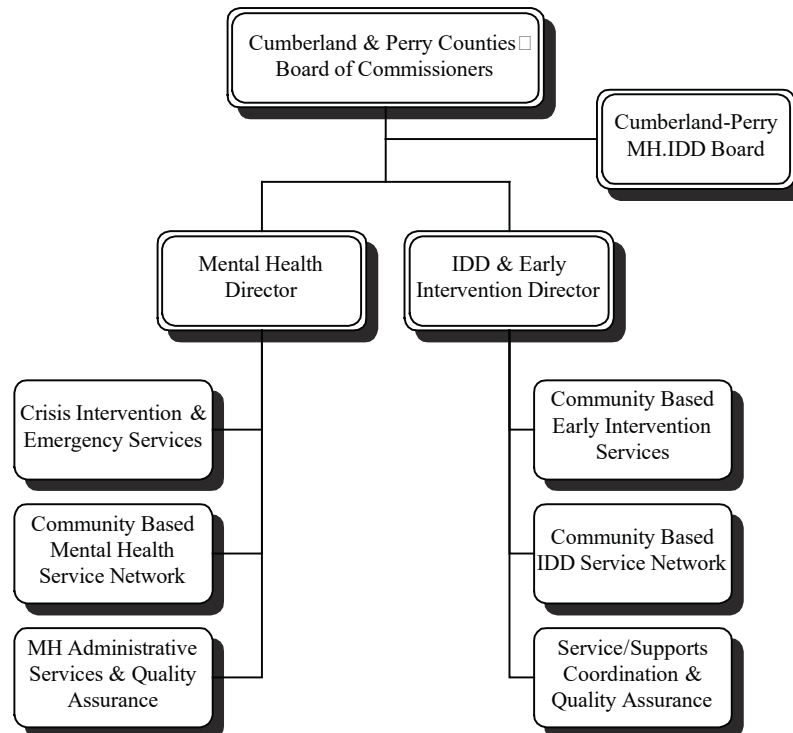 Cumberland & Perry Counties
Board of Commissioners
Cumberland-Perry
MH.IDD Board
Mental Health
Director
IDD & Early
Intervention Director
Crisis Intervention &
Emergency Services
Community Based
Early Intervention
Services
Community Based
Mental Health
Service Network
Community Based
IDD Service Network
MH Administrative
Services & Quality
Assurance
Service/Supports
Coordination &
Quality Assurance